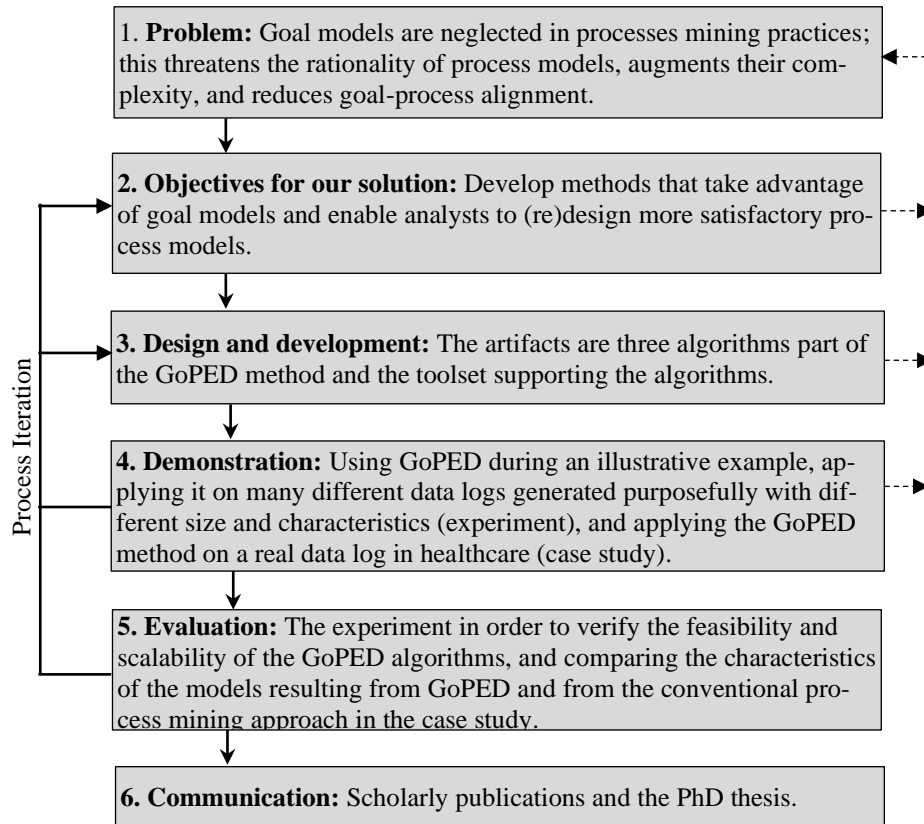 1. Problem: Goal models are neglected in processes mining practices;
this threatens the rationality of process models, augments their com-
plexity, and reduces goal-process alignment.
2. Objectives for our solution: Develop methods that take advantage
of goal models and enable analysts to (re)design more satisfactory pro-
cess models.
3. Design and development: The artifacts are three algorithms part of
the GoPED method and the toolset supporting the algorithms.
Process Iteration
4. Demonstration: Using GoPED during an illustrative example, ap-
plying it on many different data logs generated purposefully with dif-
ferent size and characteristics (experiment), and applying the GoPED
method on a real data log in healthcare (case study).
5. Evaluation: The experiment in order to verify the feasibility and
scalability of the GoPED algorithms, and comparing the characteristics
of the models resulting from GoPED and from the conventional pro-
cess mining approach in the case study.
6. Communication: Scholarly publications and the PhD thesis.